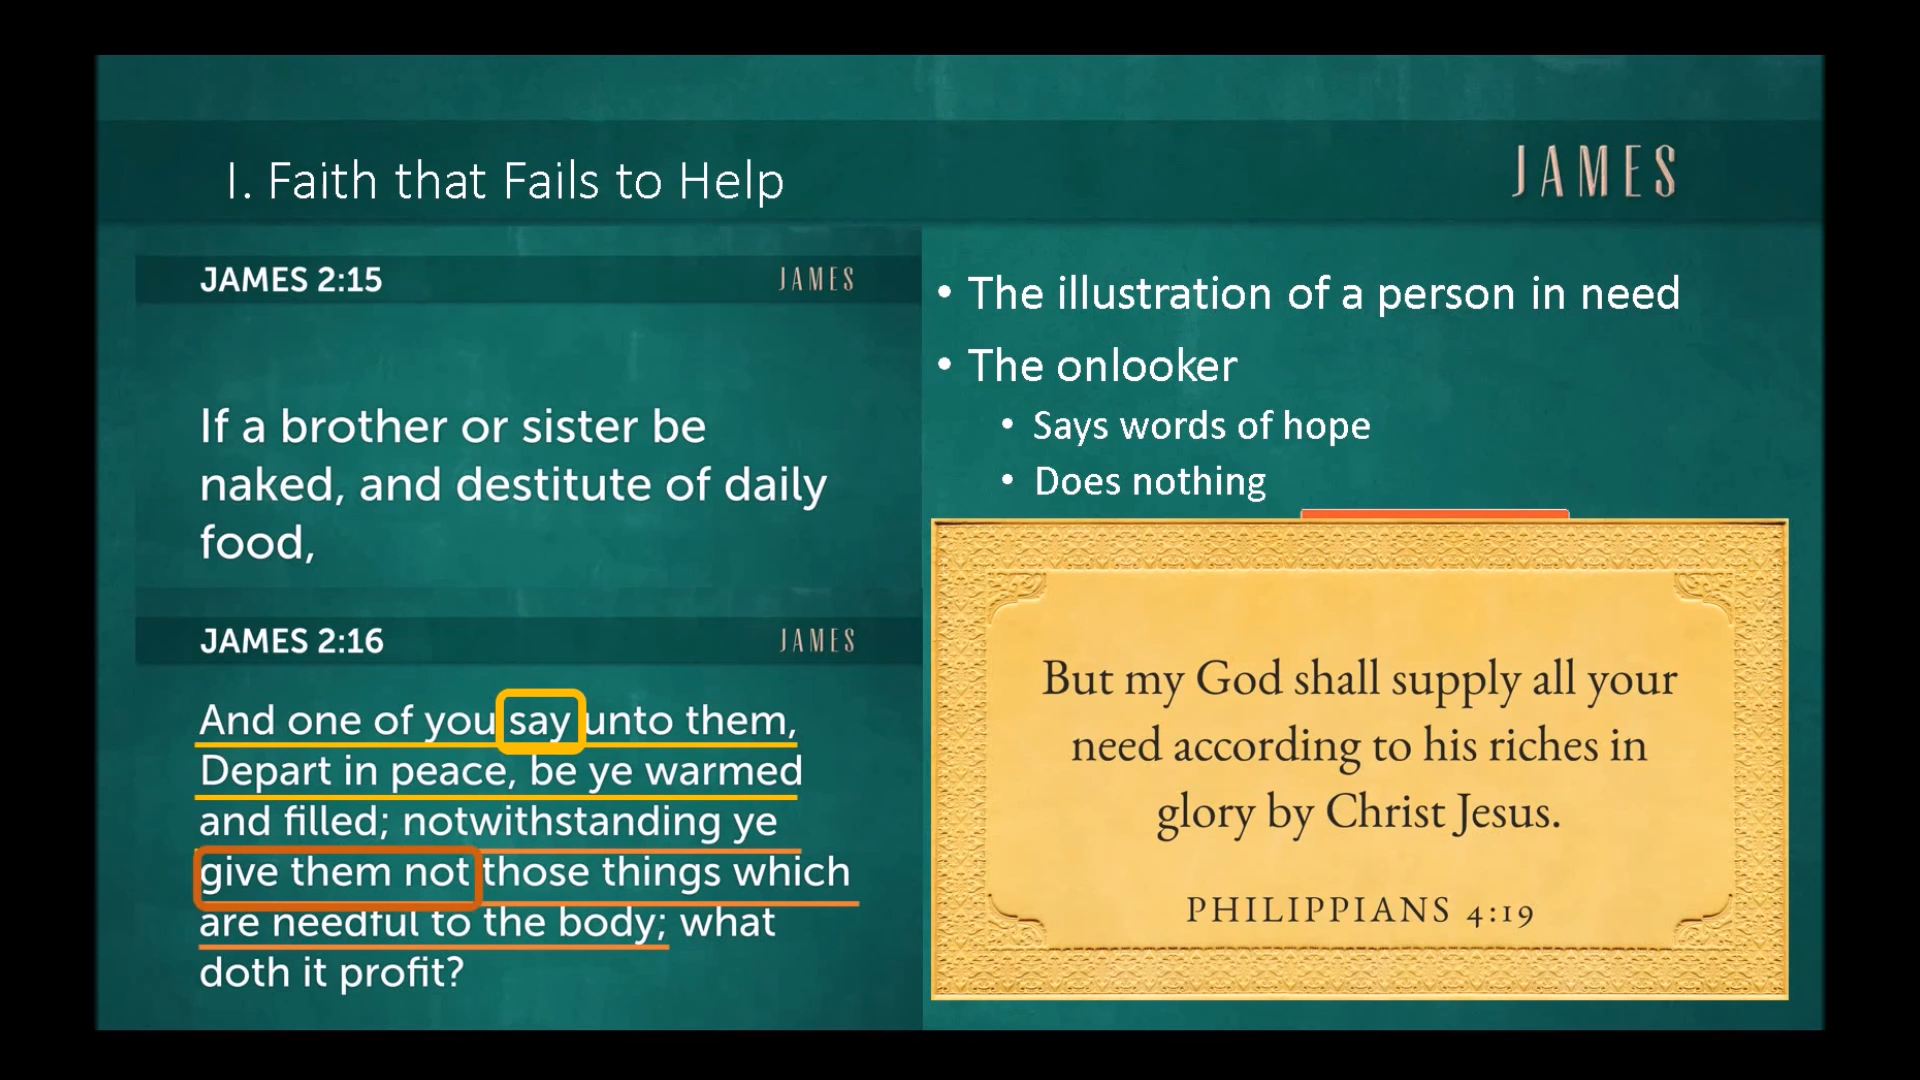 I. Faith that Fails to Help
JAMES
JAMES 2:15
JAMES
If a brother or sister be
naked, and destitute of daily
food,
JAMES 2:16
JAMES
And one of you say unto them,
Depart in peace, be ye warmed
and filled; notwithstanding ye
give them not those things which
are needful to the body; what
doth it profit?
• The illustration of a person in need
• The onlooker
• Says words of hope
• Does nothing
But my God shall supply all your
need according to his riches in
glory by Christ Jesus.
PHILIPPIANS 4:19